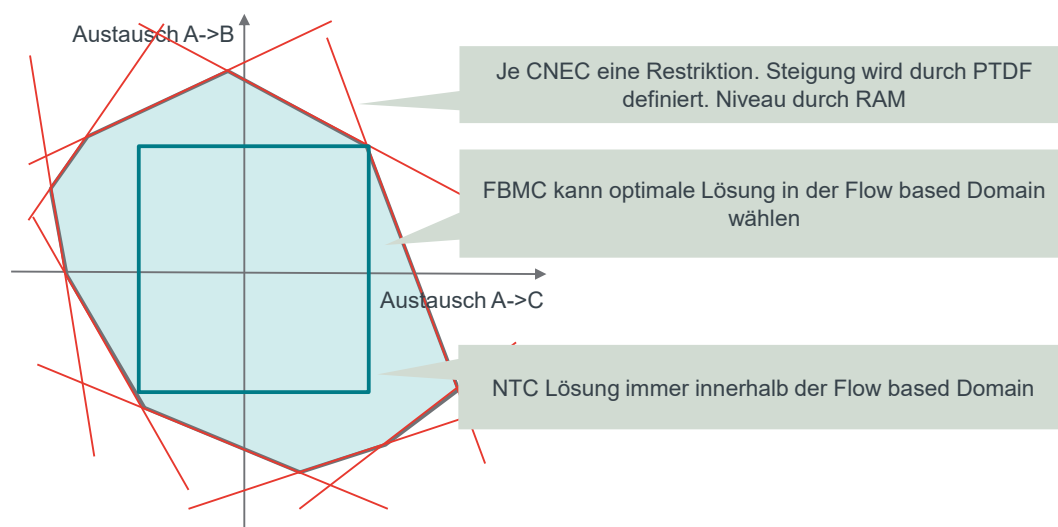 Austausch A->B
Je CNEC eine Restriktion. Steigung wird durch PTDF
definiert. Niveau durch RAM
FBMC kann optimale Lösung in der Flow based Domain
wählen
Austausch A->C
NTC Lösung immer innerhalb der Flow based Domain